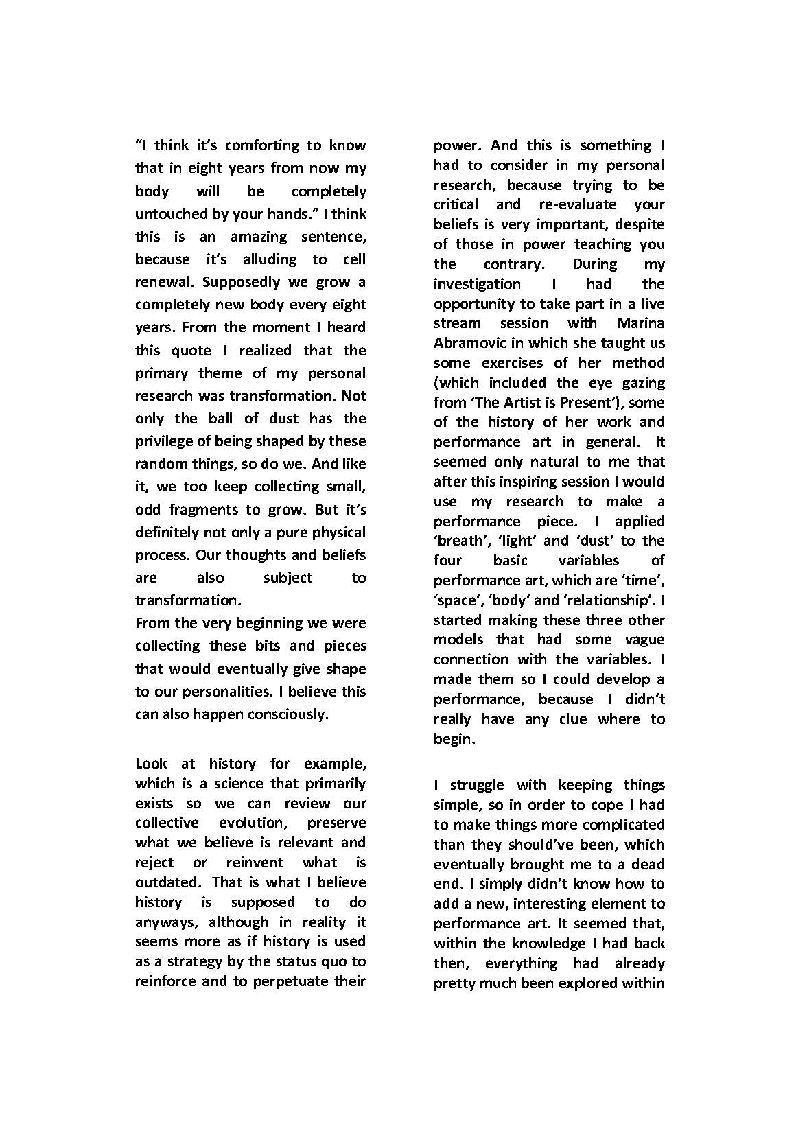 “I think it’s comforting to know
that in eight years from now my
body will be completely
untouched by your hands.” I think
this is an amazing sentence,
because it’s alluding to cell
renewal. Supposedly we grow a
completely new body every eight
years. From the moment I heard
this quote I realized that the
primary theme of my personal
research was transformation. Not
only the ball of dust has the
privilege of being shaped by these
random things, so do we. And like
it, we too keep collecting small,
odd fragments to grow. But it’s
definitely not only a pure physical
process. Our thoughts and beliefs
are also subject to
transformation.
From the very beginning we were
collecting these bits and pieces
that would eventually give shape
to our personalities. I believe this
can also happen consciously.

Look at history for example,
which is a science that primarily
exists so we can review our
collective evolution, preserve
what we believe is relevant and
reject or reinvent what is
outdated. That is what I believe
history is supposed to do
anyways, although in reality it
seems more as if history is used
as a strategy by the status quo to
reinforce and to perpetuate their
power. And this is something I
had to consider in my personal
research, because trying to be
critical and re-evaluate your
beliefs is very important, despite
of those in power teaching you
the contrary. During my
investigation I had the
opportunity to take part in a live
stream session with Marina
Abramovic in which she taught us
some exercises of her method
(which included the eye gazing
from ‘The Artist is Present’), some
of the history of her work and
performance art in general. It
seemed only natural to me that
after this inspiring session I would
use my research to make a
performance piece. I applied
‘breath’, ‘light’ and ‘dust’ to the
four basic variables of
performance art, which are ‘time’,
‘space’, ‘body’ and ‘relationship’. I
started making these three other
models that had some vague
connection with the variables. I
made them so I could develop a
performance, because I didn’t
really have any clue where to
begin.

I struggle with keeping things
simple, so in order to cope I had
to make things more complicated
than they should’ve been, which
eventually brought me to a dead
end. I simply didn’t know how to
add a new, interesting element to
performance art. It seemed that,
within the knowledge I had back
then, everything had already
pretty much been explored within